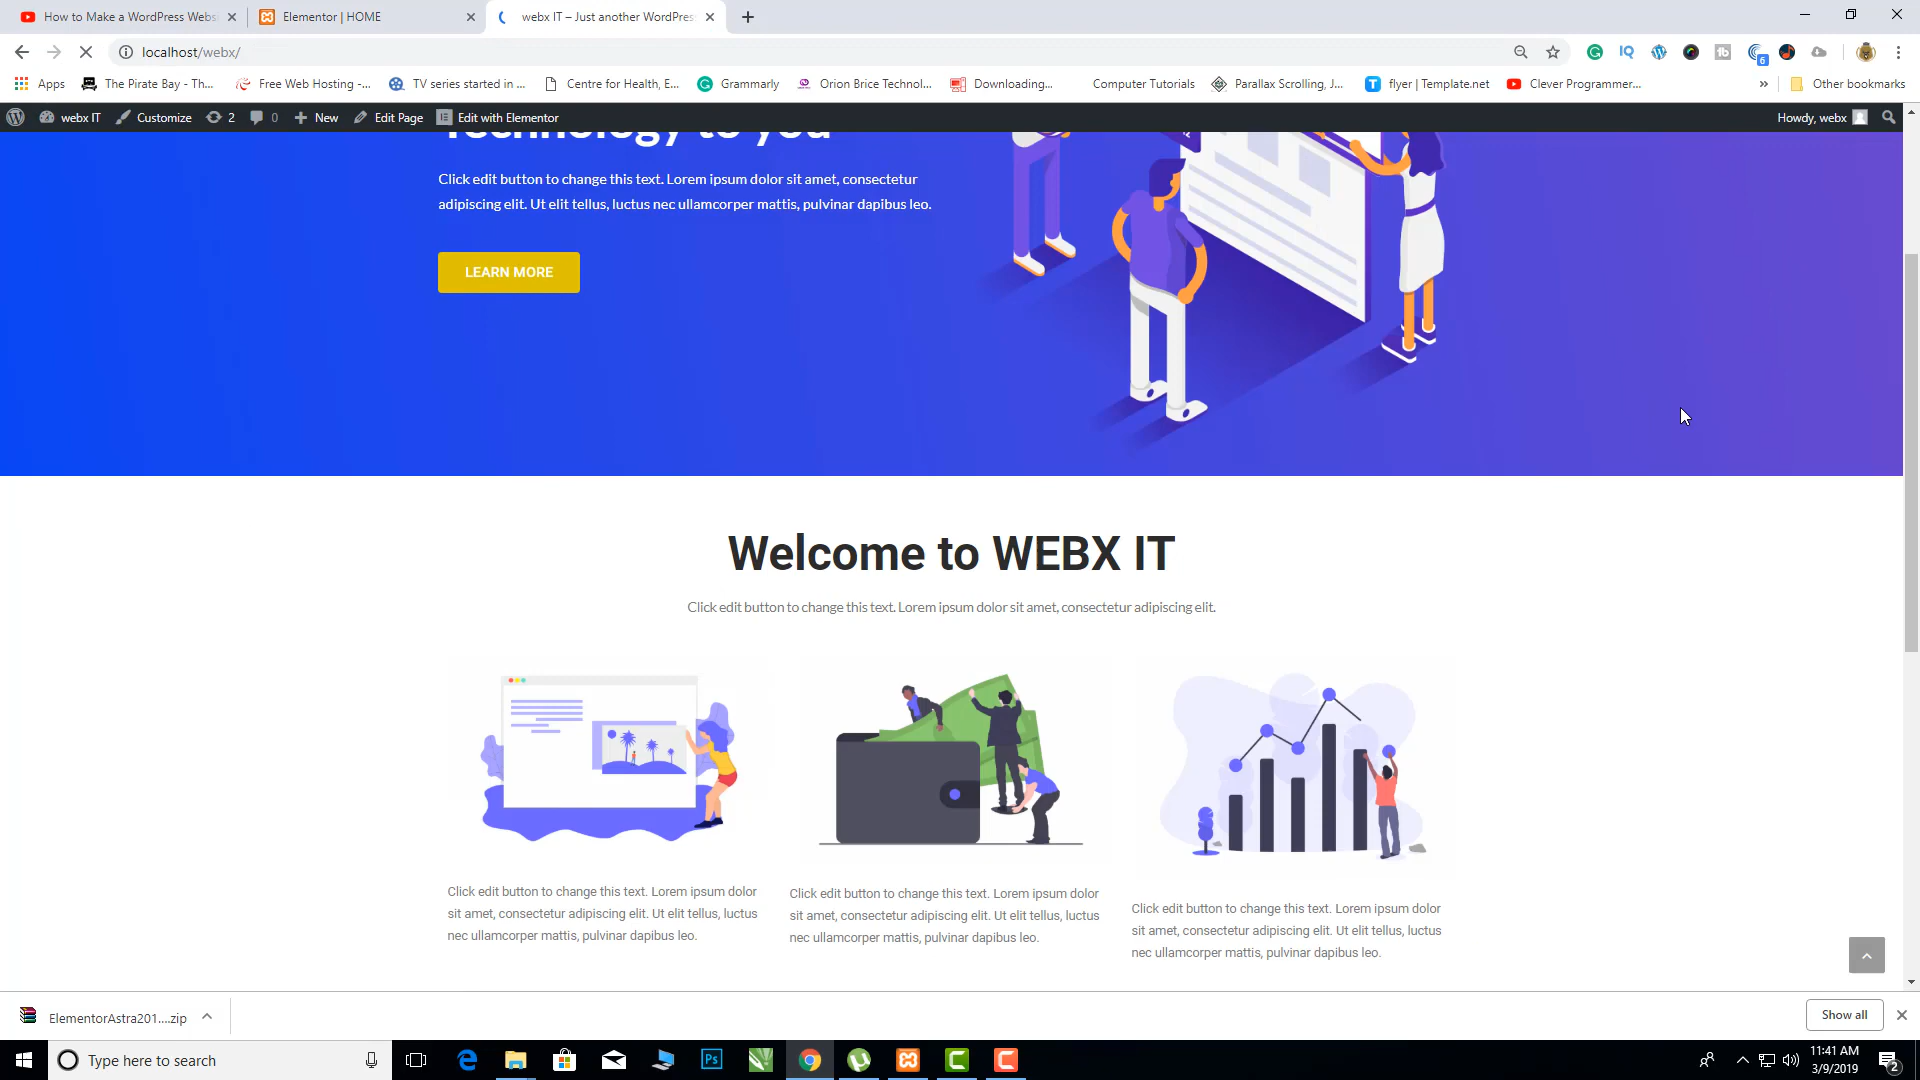 How to Make a WordPress Webs
Elementor | HOME
webx IT – Just another WordPres
localhost/webx/
6
Apps
The Pirate Bay - Th...
Free Web Hosting -...
TV series started in ...
Centre for Health, E...
Grammarly
Orion Brice Technol...
Downloading...
Computer Tutorials
Parallax Scrolling, J...
flyer | Template.net
Clever Programmer...
»
Other bookmarks
webx IT
Customize
2
0
New
Edit Page
Edit with Elementor
Howdy, webx
Technology to you
Click edit button to change this text. Lorem ipsum dolor sit amet, consectetur
adipiscing elit. Ut elit tellus, luctus nec ullamcorper mattis, pulvinar dapibus leo.
LEARN MORE
Welcome to WEBX IT
Click edit button to change this text. Lorem ipsum dolor sit amet, consectetur adipiscing elit.
Click edit button to change this text. Lorem ipsum dolor
sit amet, consectetur adipiscing elit. Ut elit tellus, luctus
nec ullamcorper mattis, pulvinar dapibus leo.
Click edit button to change this text. Lorem ipsum dolor
sit amet, consectetur adipiscing elit. Ut elit tellus, luctus
nec ullamcorper mattis, pulvinar dapibus leo.
Click edit button to change this text. Lorem ipsum dolor
sit amet, consectetur adipiscing elit. Ut elit tellus, luctus
nec ullamcorper mattis, pulvinar dapibus leo.
ElementorAstra201....zip
Show all
Type here to search
Ps
11:41 AM
3/9/2019
2